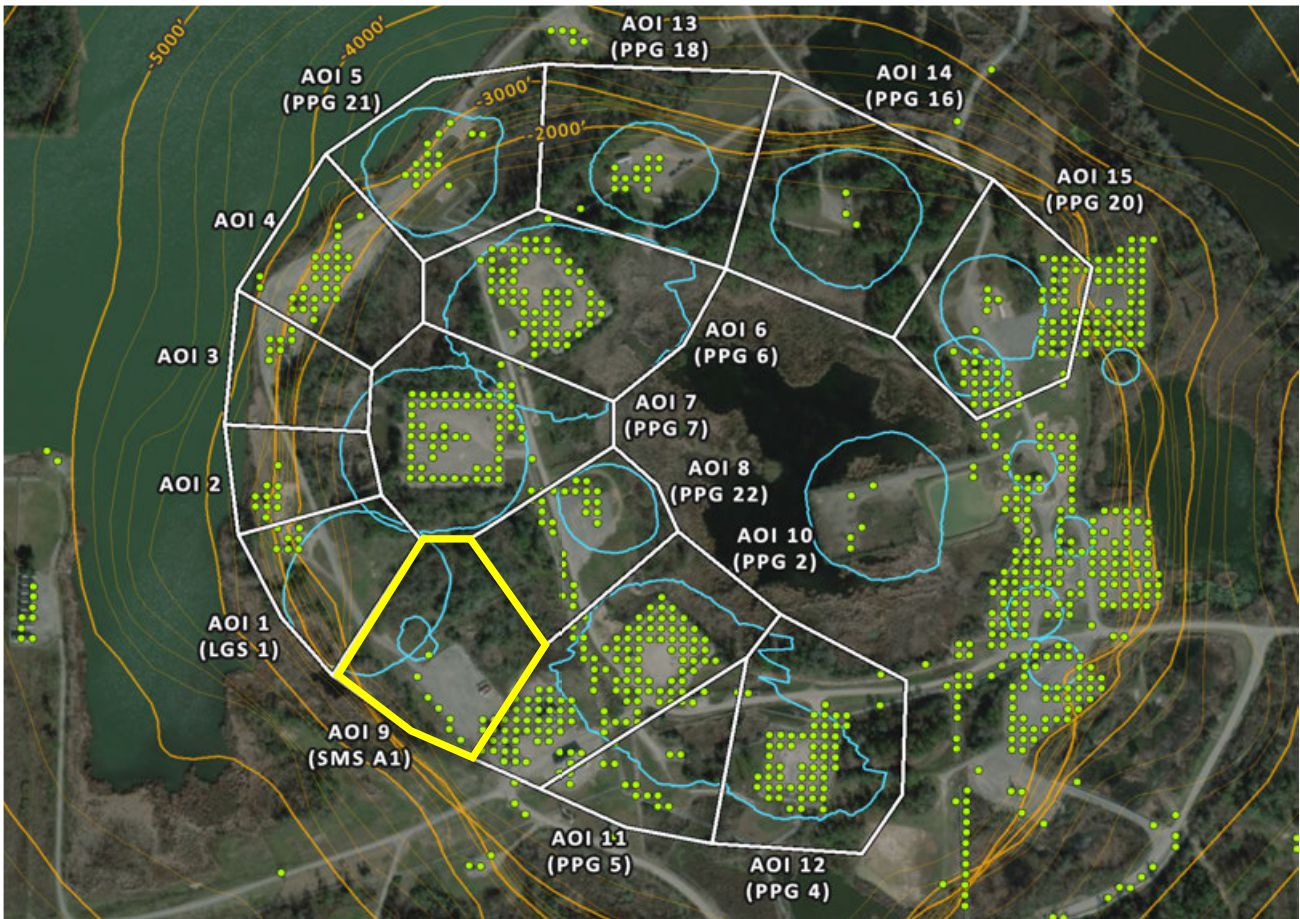 AOI 13
(PPG 18)
-5000'
-4000'
AOI 5
(PPG 21)
AOI 14
(PPG 16)
-3000'
-2000'
AOI 15
(PPG 20)
AOI 4
AOI 6
(PPG 6)
AOI 3
AOI 7
(PPG 7)
AOI 8
(PPG 22)
AOI 2
AOI 10
(PPG 2)
AOI 1
(LGS 1)
AOI 9
(SMS A1)
AOI 11
(PPG 5)
AOI 12
(PPG 4)